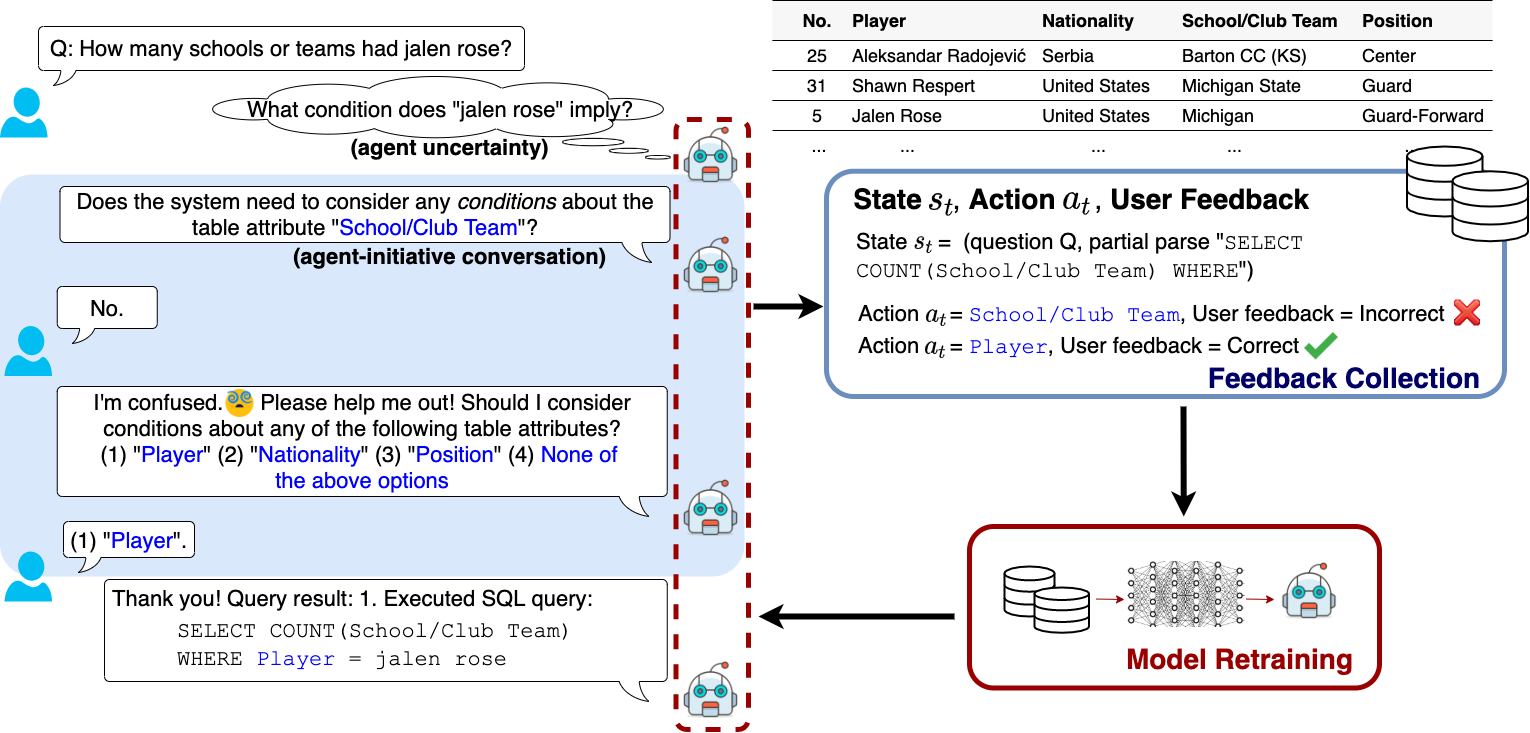 Q: How many schools or teams had jalen rose?
What condition does "jalen rose" imply?
(agent uncertainty)
Does the system need to consider any conditions about the
table attribute "School/Club Team"?
(agent-initiative conversation)
No.
I'm confused. Please help me out! Should I consider
conditions about any of the following table attributes?
(1) "Player" (2) "Nationality" (3) "Position" (4) None of
the above options
(1) "Player".
Thank you! Query result: 1. Executed SQL query:
SELECT COUNT(School/Club Team)
WHERE Player = jalen rose
No. Player Nationality School/Club Team Position
25 Aleksandar Radojević Serbia Barton CC (KS) Center
31 Shawn Respert United States Michigan State Guard
5 Jalen Rose United States Michigan Guard-Forward
... ... ... ... ...
State s_t, Action a_t, User Feedback
State s_t = (question Q, partial parse "SELECT
COUNT(School/Club Team) WHERE")
Action a_t = School/Club Team, User feedback = Incorrect ❌
Action a_t = Player, User feedback = Correct ✔
Feedback Collection
Model Retraining